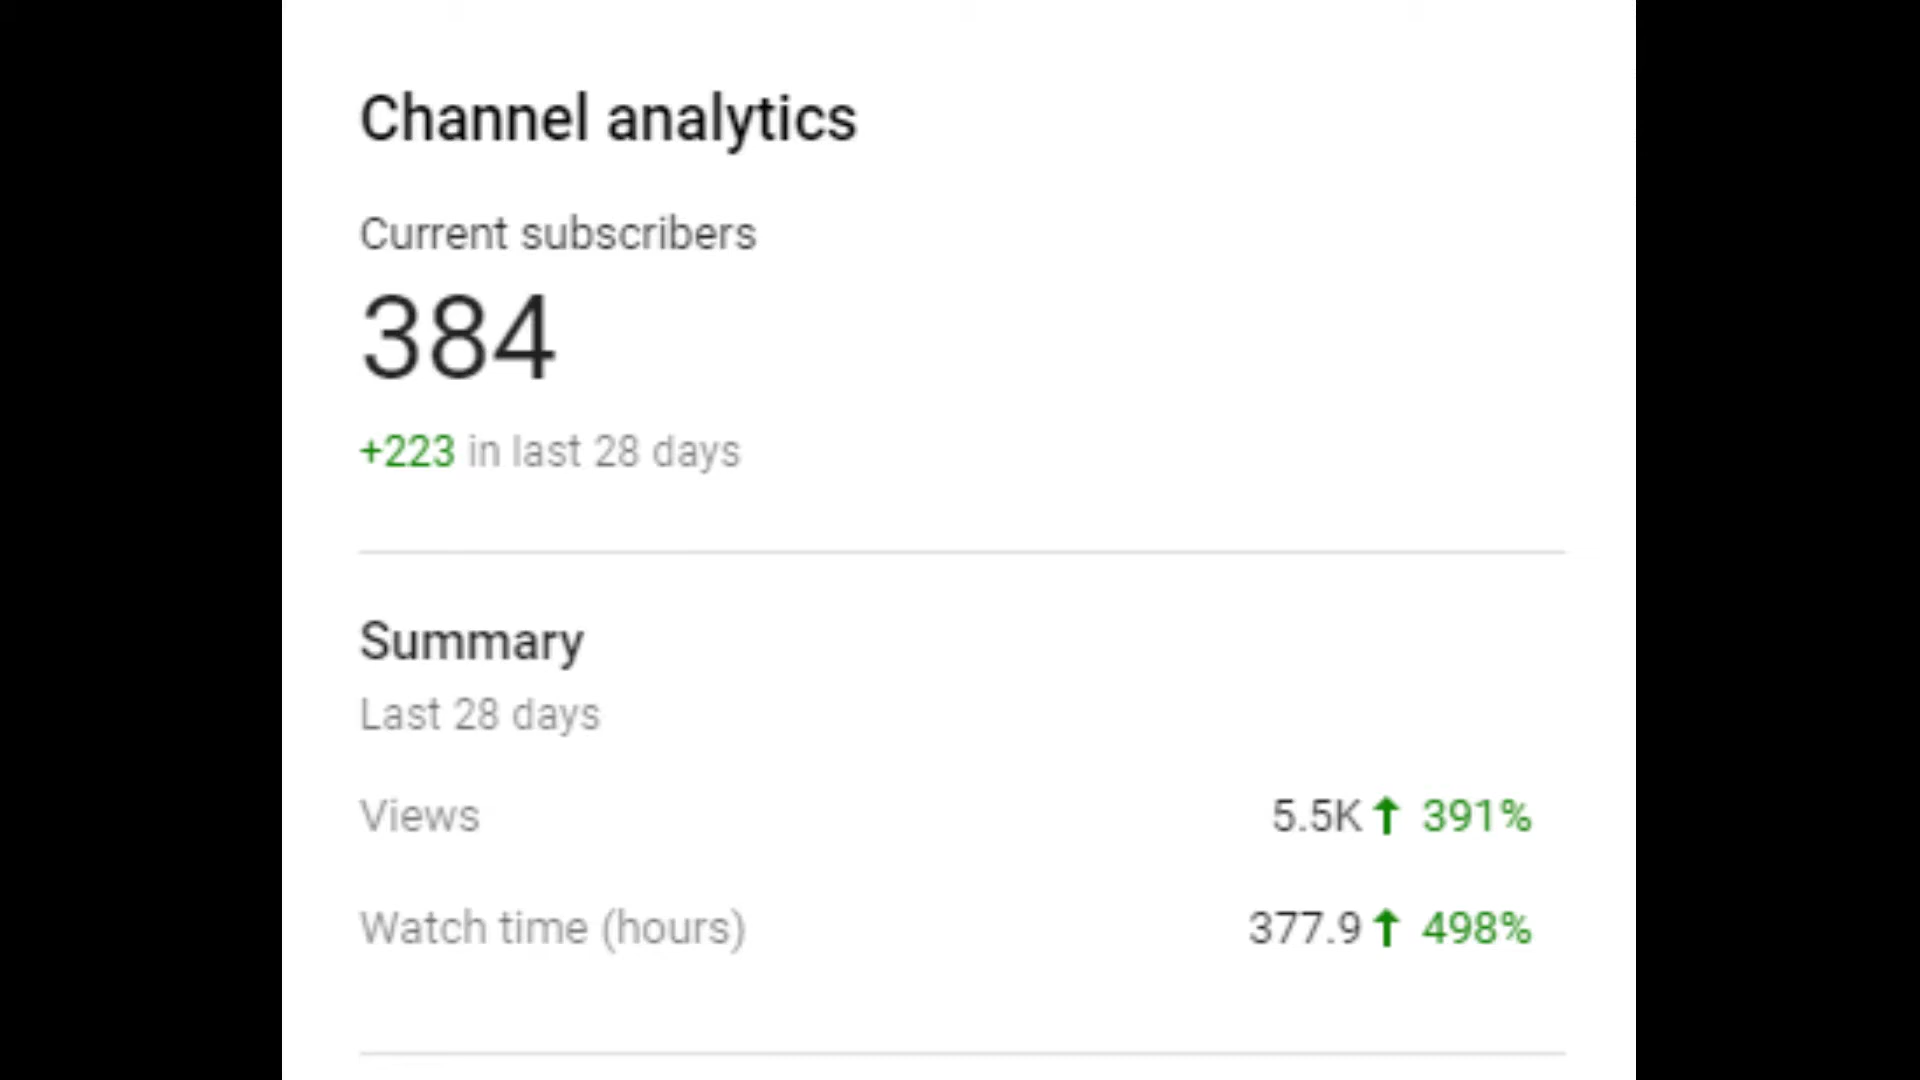 Channel analytics
Current subscribers
384
+223 in last 28 days
Summary
Last 28 days
Views 5.5K ↑ 391%
Watch time (hours) 377.9 ↑ 498%